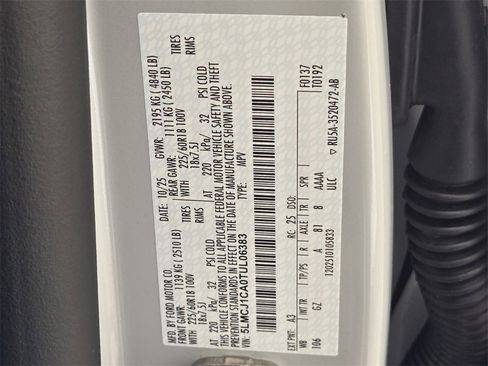 MFD. BY FORD MOTOR CO.
DATE: 10/25 GVWR: 2195 KG ( 4840 LB)
FRONT GAWR: 1139 KG ( 2510 LB) REAR GAWR: 1111 KG ( 2450 LB)
WITH 225/60R18 100V TIRES WITH 225/60R18 100V TIRES
18x7.5J RIMS 18x7.5J RIMS
AT 220 kPa/ 32 PSI COLD AT 220 kPa/ 32 PSI COLD
THIS VEHICLE CONFORMS TO ALL APPLICABLE FEDERAL MOTOR VEHICLE SAFETY AND THEFT
PREVENTION STANDARDS IN EFFECT ON THE DATE OF MANUFACTURE SHOWN ABOVE.
VIN: 5LMCJ1CA0TUL06383 TYPE: MPV
F0137
T0192
EXT PNT: A3 RC: 25 DSO:
WB INT TR TP/PS R AXLE TR SPR
106 GZ A 81 8 AAAA
1202510105833 ULC
▽ RU5A-3520472-AB